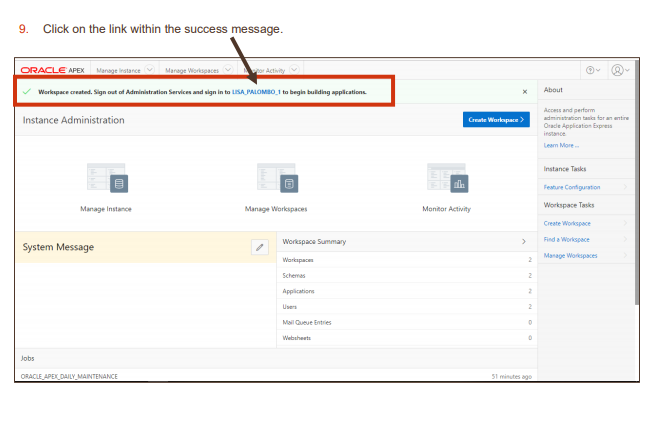 9. Click on the link within the success message.
ORACLE APEX Manage Instance Manage Workspaces Monitor Activity
Workspace created. Sign out of Administration Services and sign in to LISA_PALOMBO_1 to begin building applications.
Instance Administration
Create Workspace >
Manage Instance
Manage Workspaces
Monitor Activity
System Message
Workspace Summary
Workspaces 2
Schemas 2
Applications 2
Users 2
Mail Queue Entries 0
Websheets 0
Jobs
ORACLE_APEX_DAILY_MAINTENANCE 51 minutes ago
About
Access and perform
administration tasks for an entire
Oracle Application Express
instance.
Learn More ...
Instance Tasks
Feature Configuration
Workspace Tasks
Create Workspace
Find a Workspace
Manage Workspaces